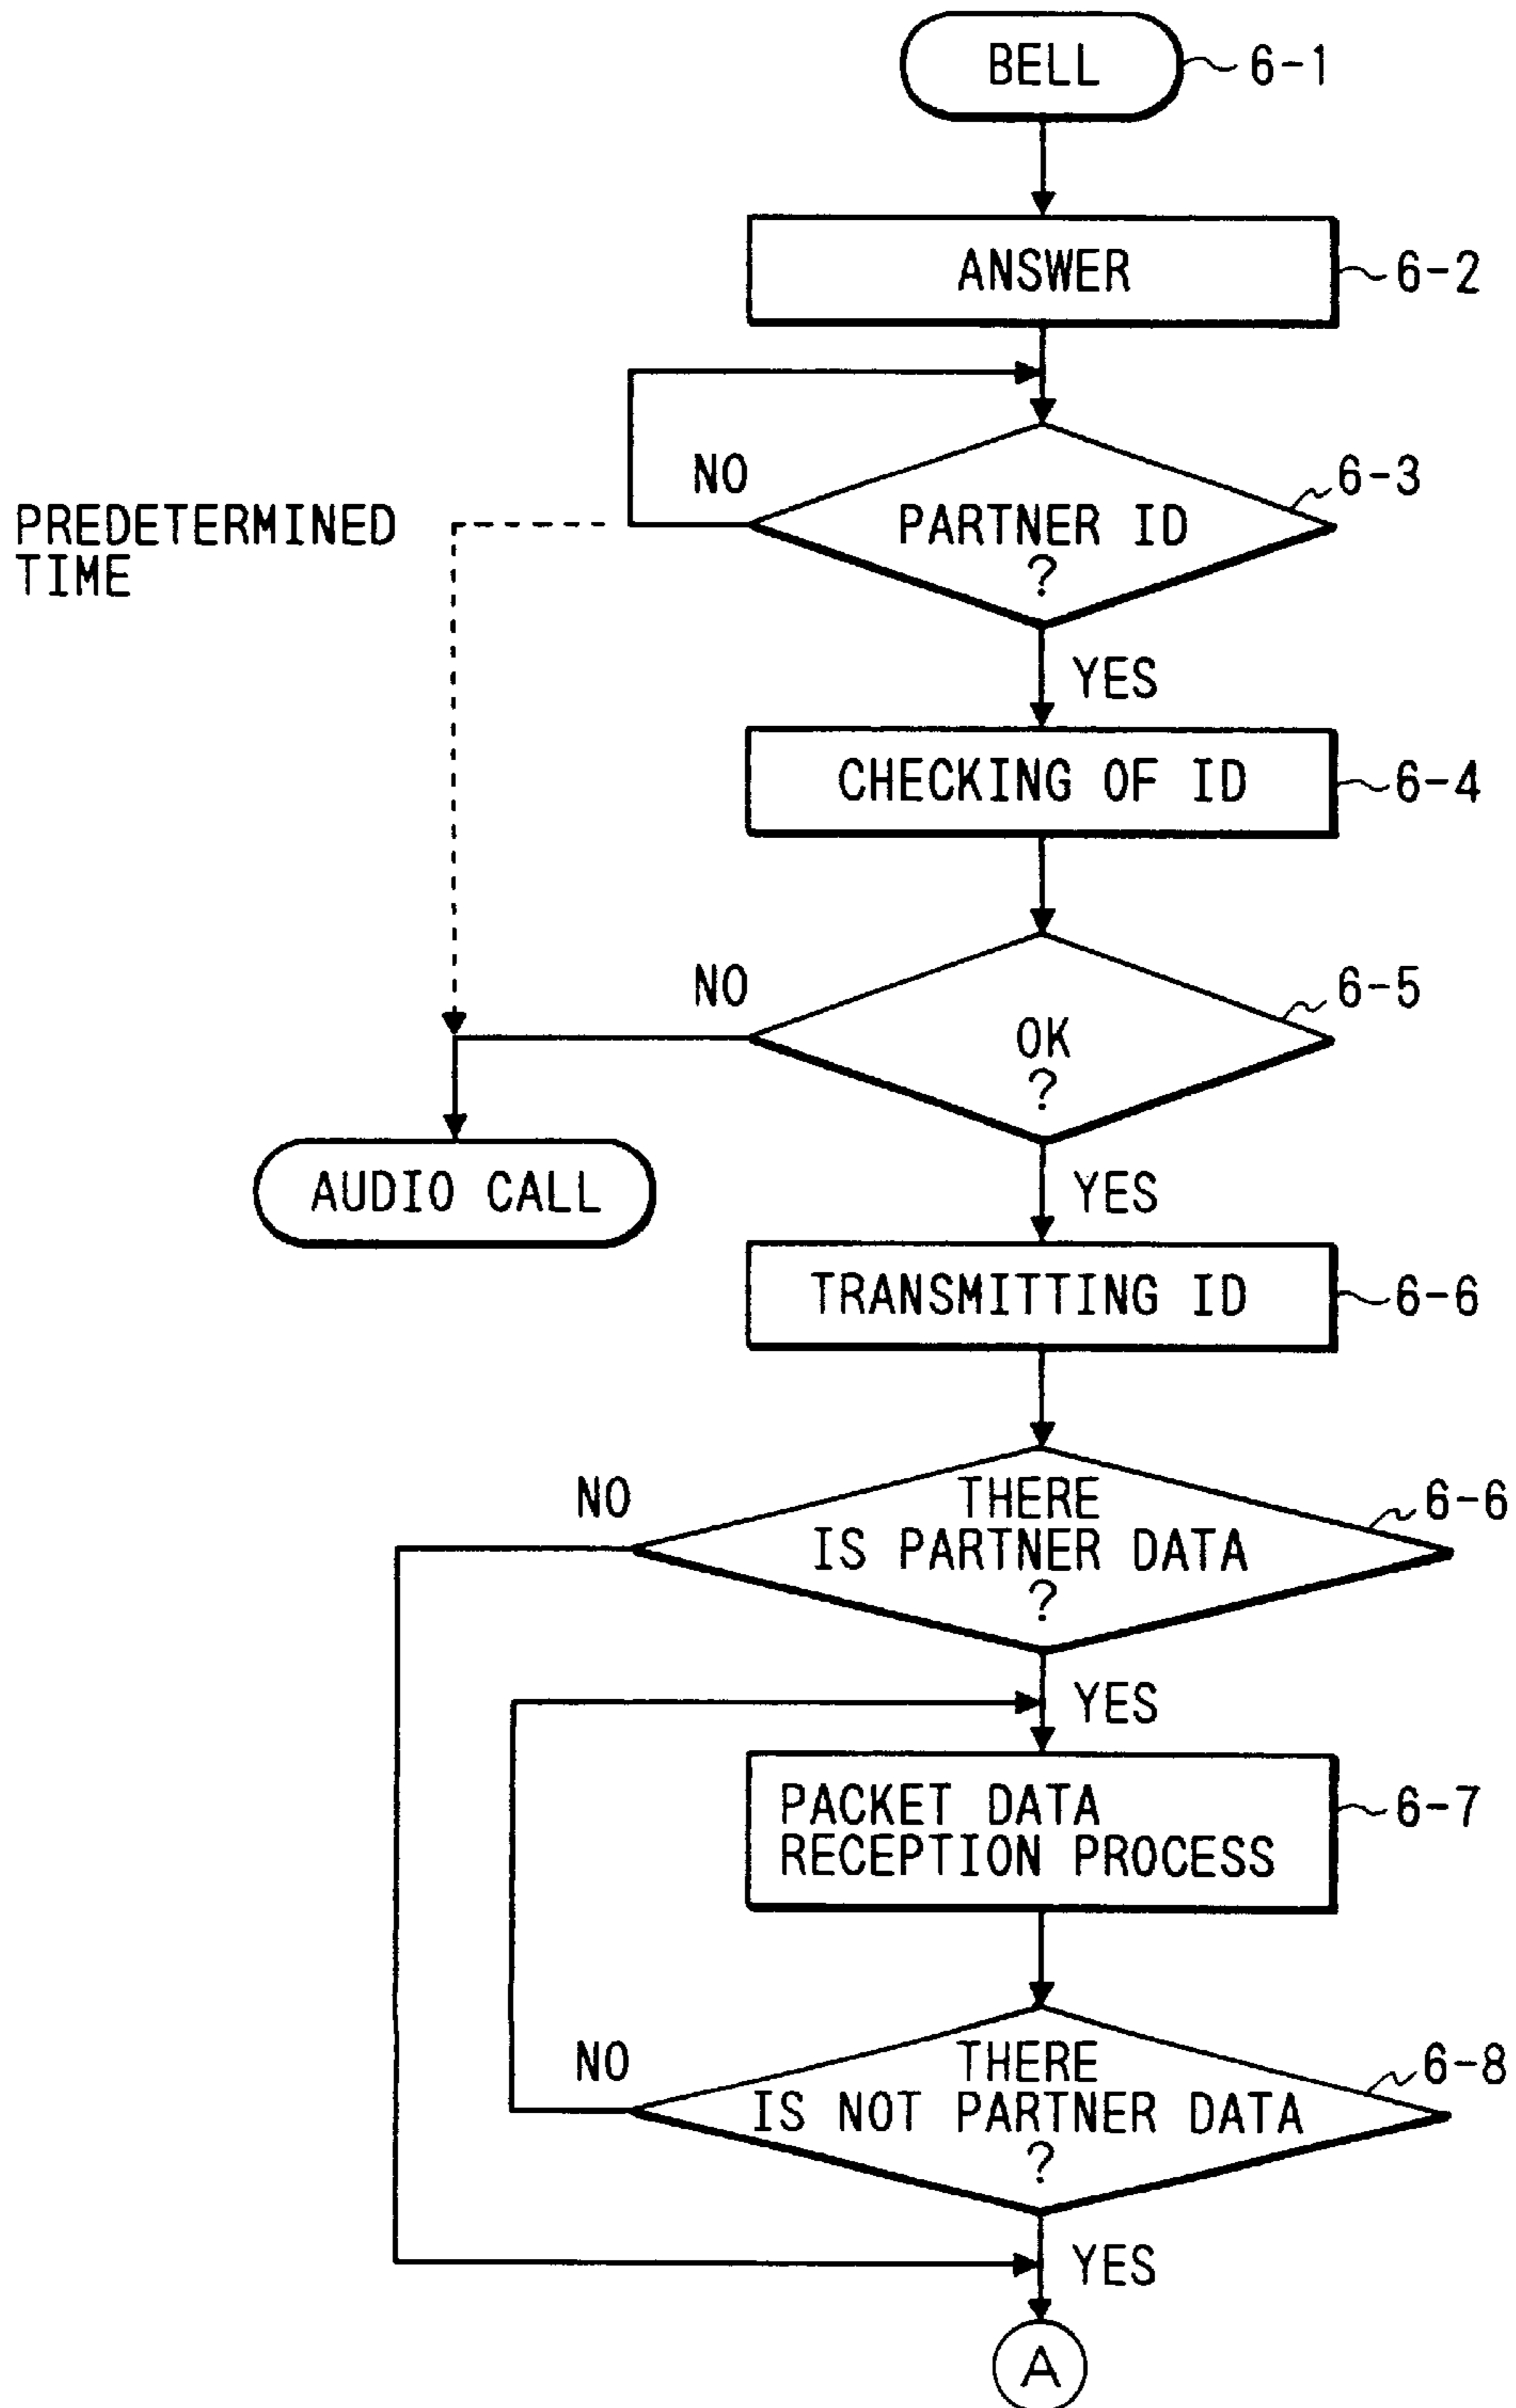 BELL
6-1
ANSWER
6-2
NO
6-3
PREDETERMINED
TIME
PARTNER ID
?
YES
CHECKING OF ID
6-4
NO
6-5
OK
?
AUDIO CALL
YES
TRANSMITTING ID
6-6
NO
THERE
6-6
IS PARTNER DATA
?
YES
PACKET DATA
6-7
RECEPTION PROCESS
NO
THERE
6-8
IS NOT PARTNER DATA
?
YES
A